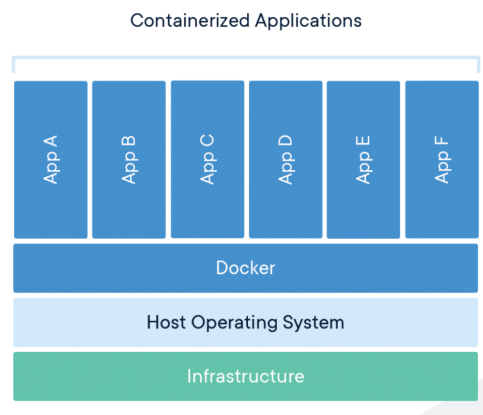 Containerized Applications
App A
App B
App C
App D
App E
App F
Docker
Host Operating System
Infrastructure